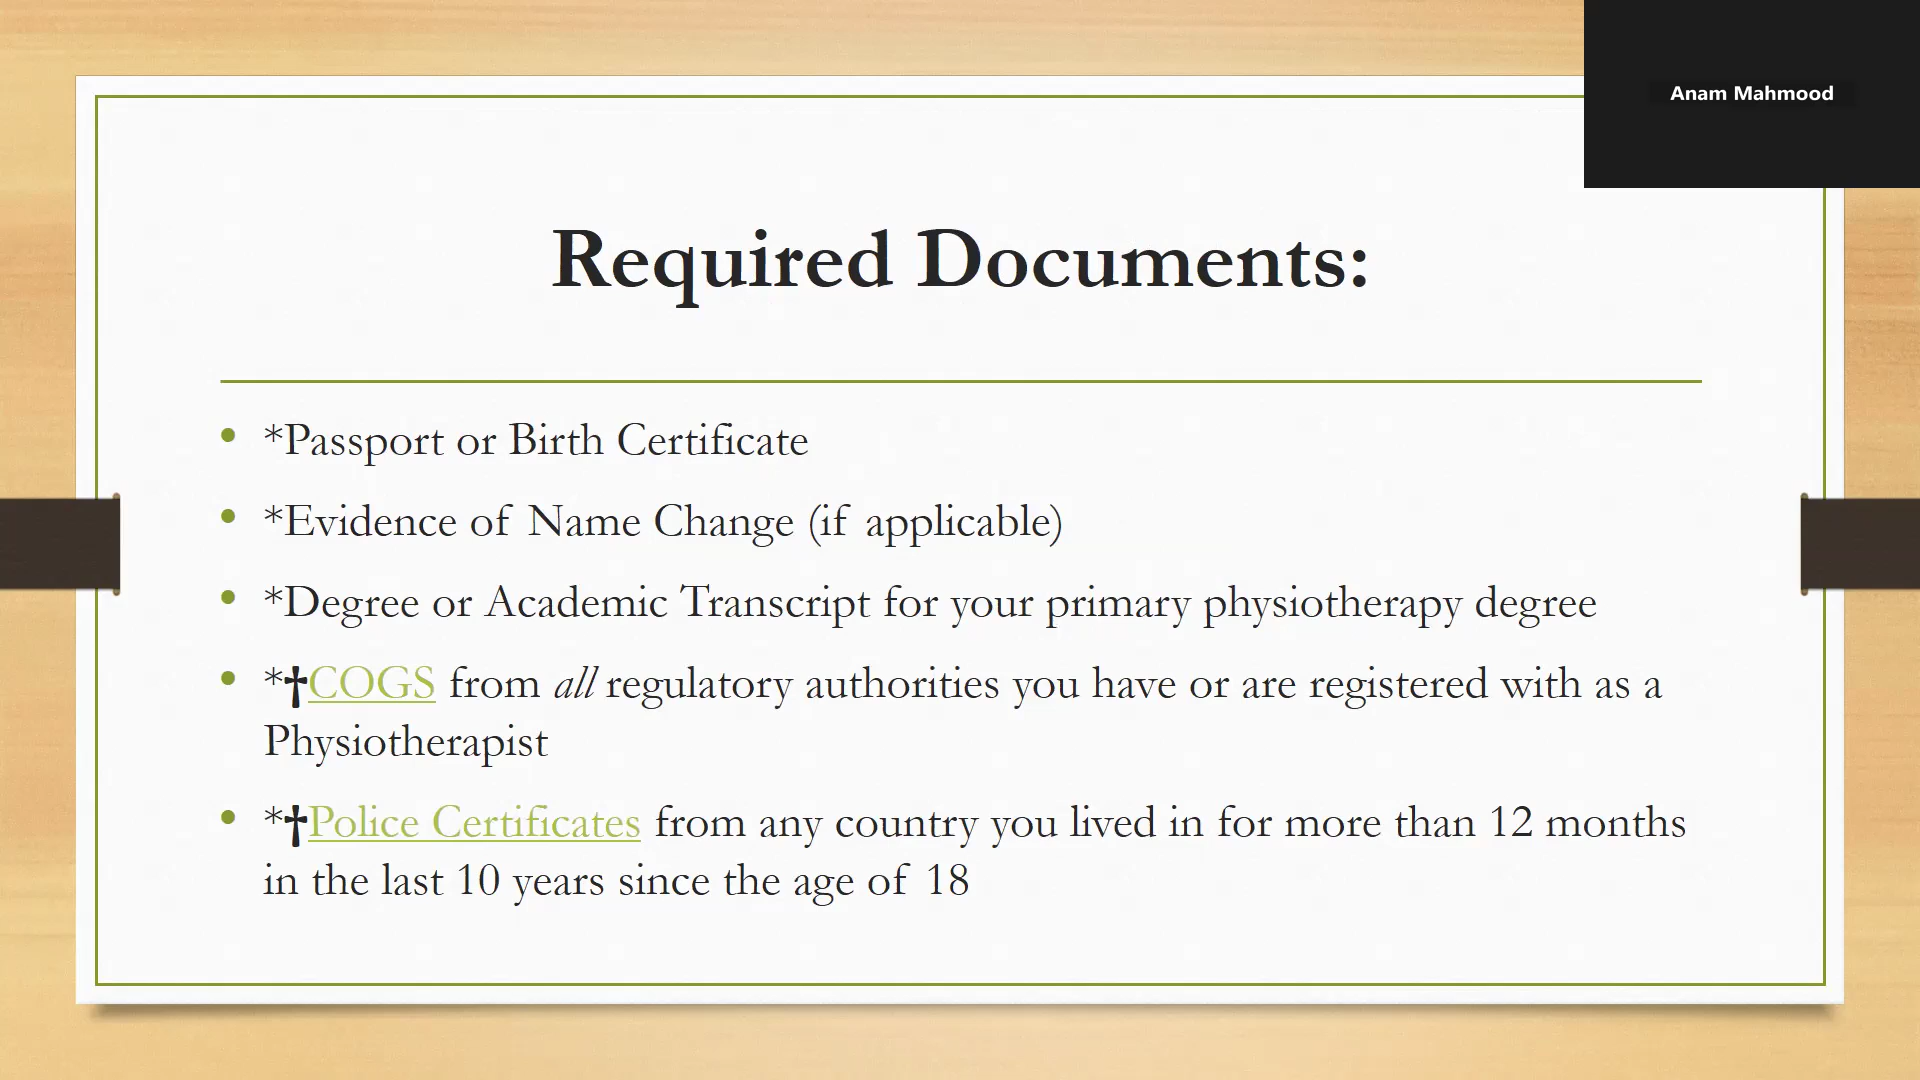 Anam Mahmood
Required Documents:
• *Passport or Birth Certificate
• *Evidence of Name Change (if applicable)
• *Degree or Academic Transcript for your primary physiotherapy degree
• *†COGS from all regulatory authorities you have or are registered with as a
Physiotherapist
• *†Police Certificates from any country you lived in for more than 12 months
in the last 10 years since the age of 18